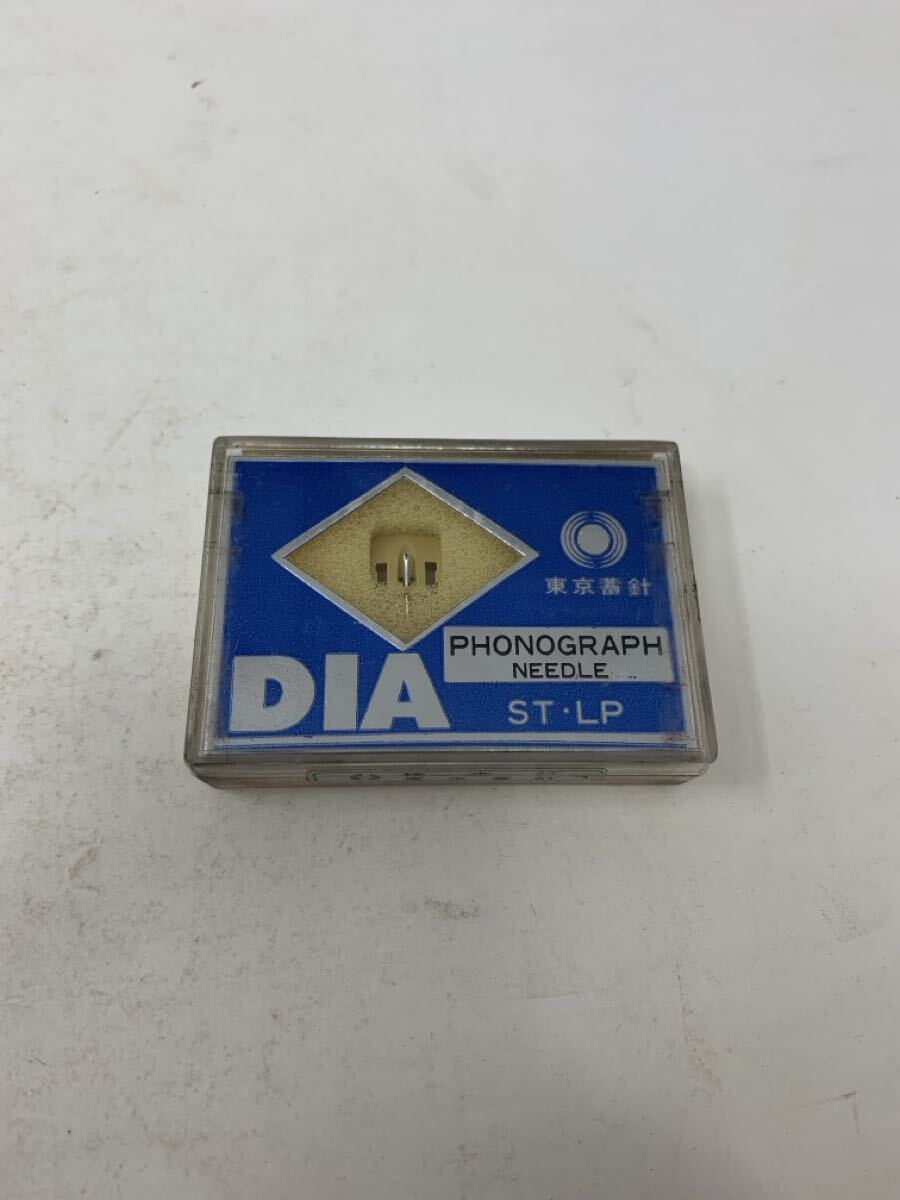 東京蓄針
DIA
PHONOGRAPH
NEEDLE
ST·LP